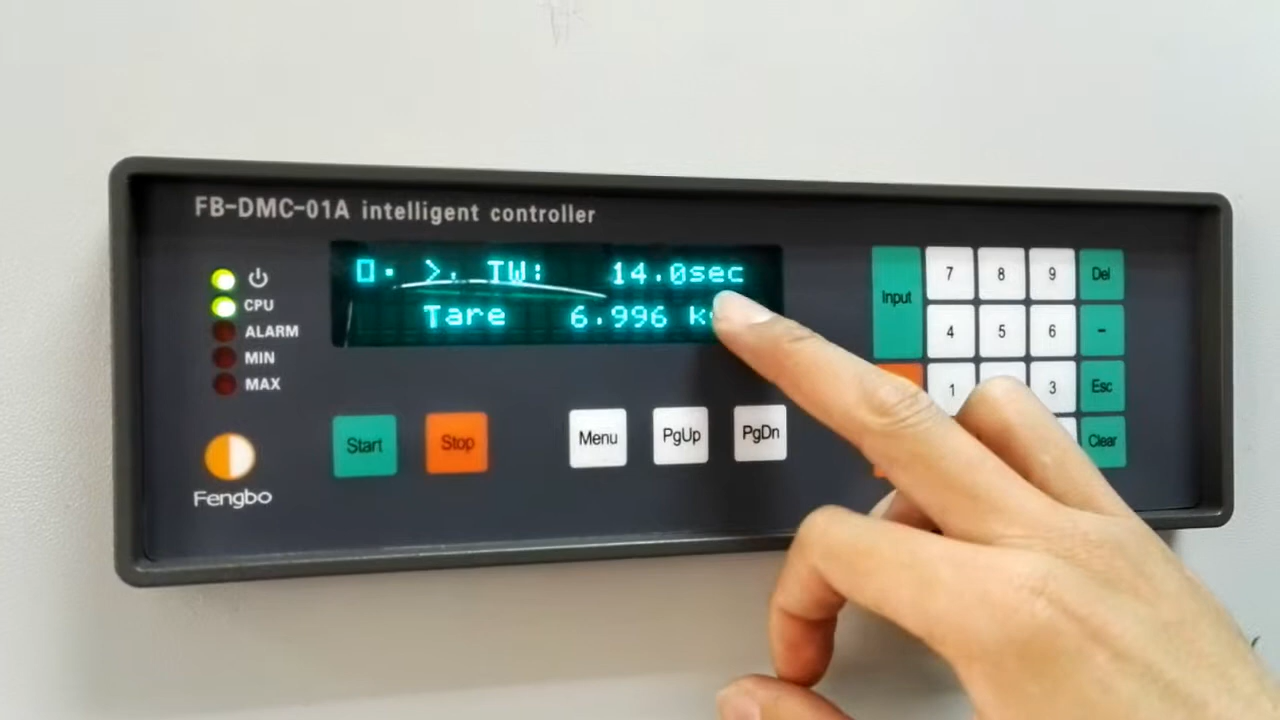 FB-DMC-01A intelligent controller
CPU
ALARM
MIN
MAX
TW: 14.0sec
Tare 6.996
Fengbo
Start Stop Menu PgUp PgDn
Input 7 8 9 Del
4 5 6 -
1 3 Esc
Clear